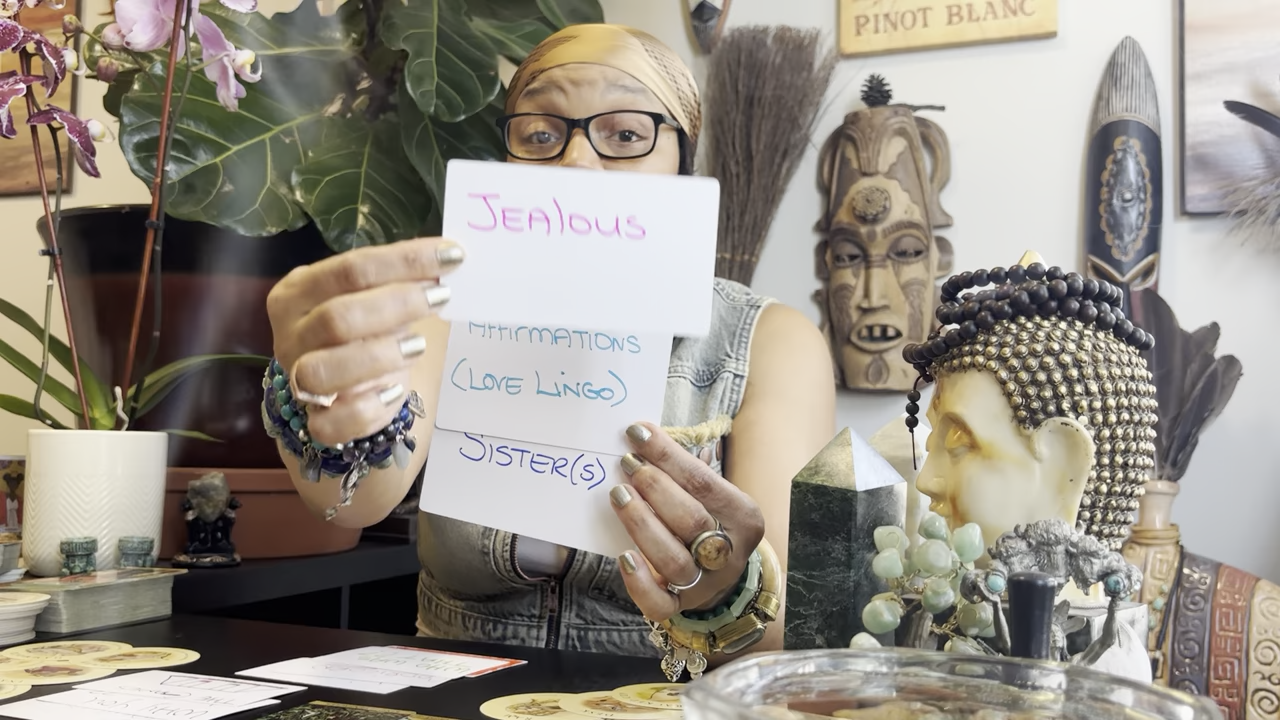 PINOT BLANC
JEAlOUS
AFFIRMATIONS
(LOVE LINGO)
SISTER(S)